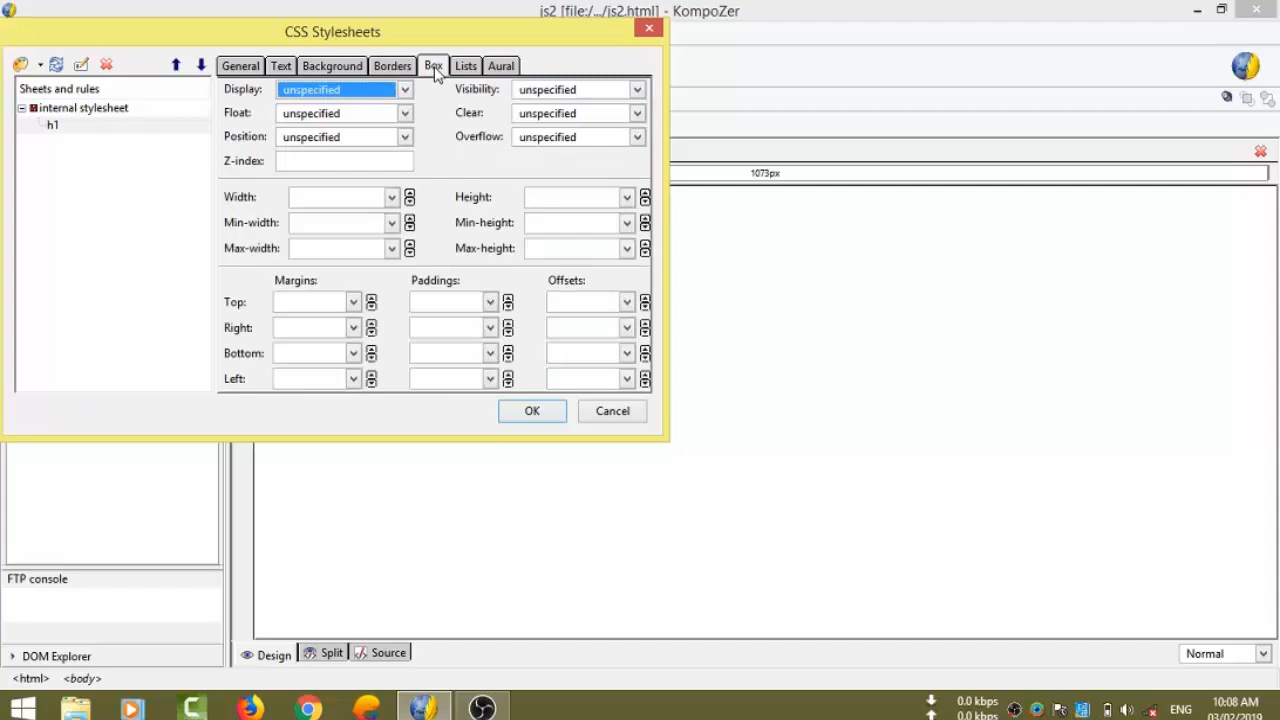 js2 [file:/.../js2.html] - KompoZer
CSS Stylesheets
General Text Background Borders Box Lists Aural
Sheets and rules
internal stylesheet
h1
Display: unspecified Visibility: unspecified
Float: unspecified Clear: unspecified
Position: unspecified Overflow: unspecified
Z-index:
1073px
Width: Height:
Min-width: Min-height:
Max-width: Max-height:
Margins: Paddings: Offsets:
Top:
Right:
Bottom:
Left:
OK Cancel
FTP console
DOM Explorer
Design Split Source Normal
<html> <body>
0.0 kbps
0.0 kbps
ENG
10:08 AM
03/02/2019